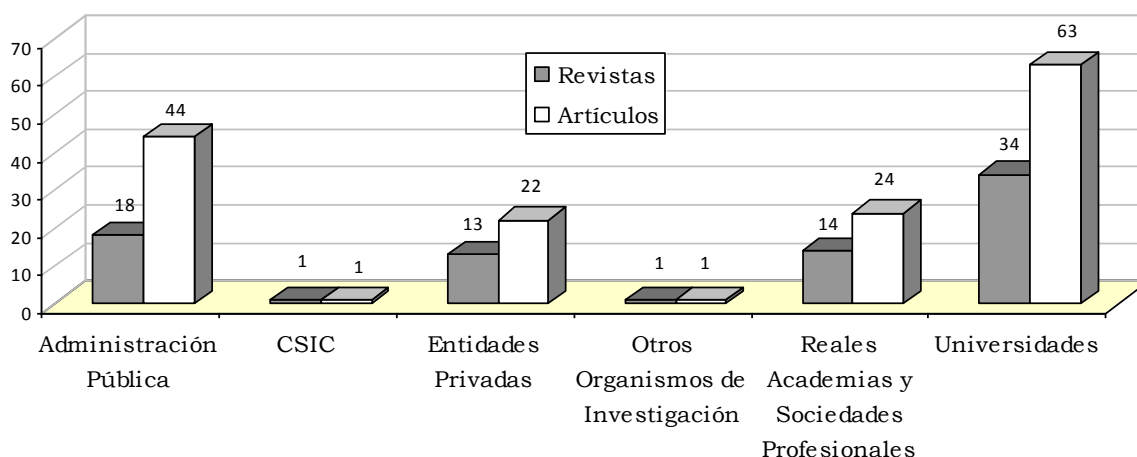 70
60
50
40
30
20
10
0
Revistas
Artículos
18
44
1
1
13
22
1
1
14
24
34
63
Administración
Pública
CSIC
Entidades
Privadas
Otros
Organismos de
Investigación
Reales
Academias y
Sociedades
Profesionales
Universidades